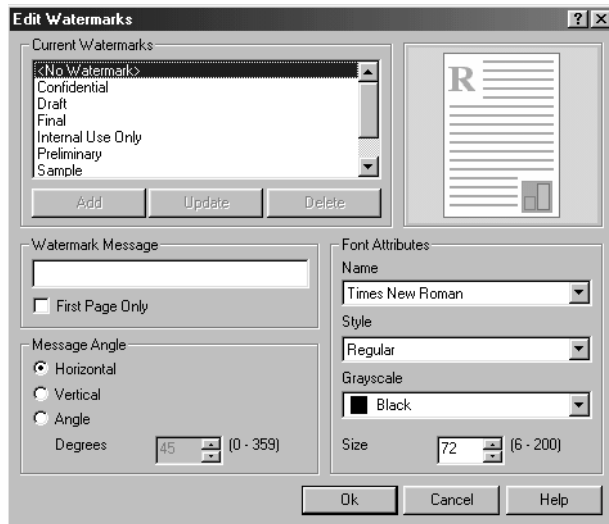 Edit Watermarks
Current Watermarks
<No Watermark>
Confidential
Draft
Final
Internal Use Only
Preliminary
Sample
Add Update Delete
R
Watermark Message
First Page Only
Message Angle
Horizontal
Vertical
Angle
Degrees 45 (0 - 359)
Font Attributes
Name
Times New Roman
Style
Regular
Grayscale
Black
Size 72 (6 - 200)
Ok Cancel Help